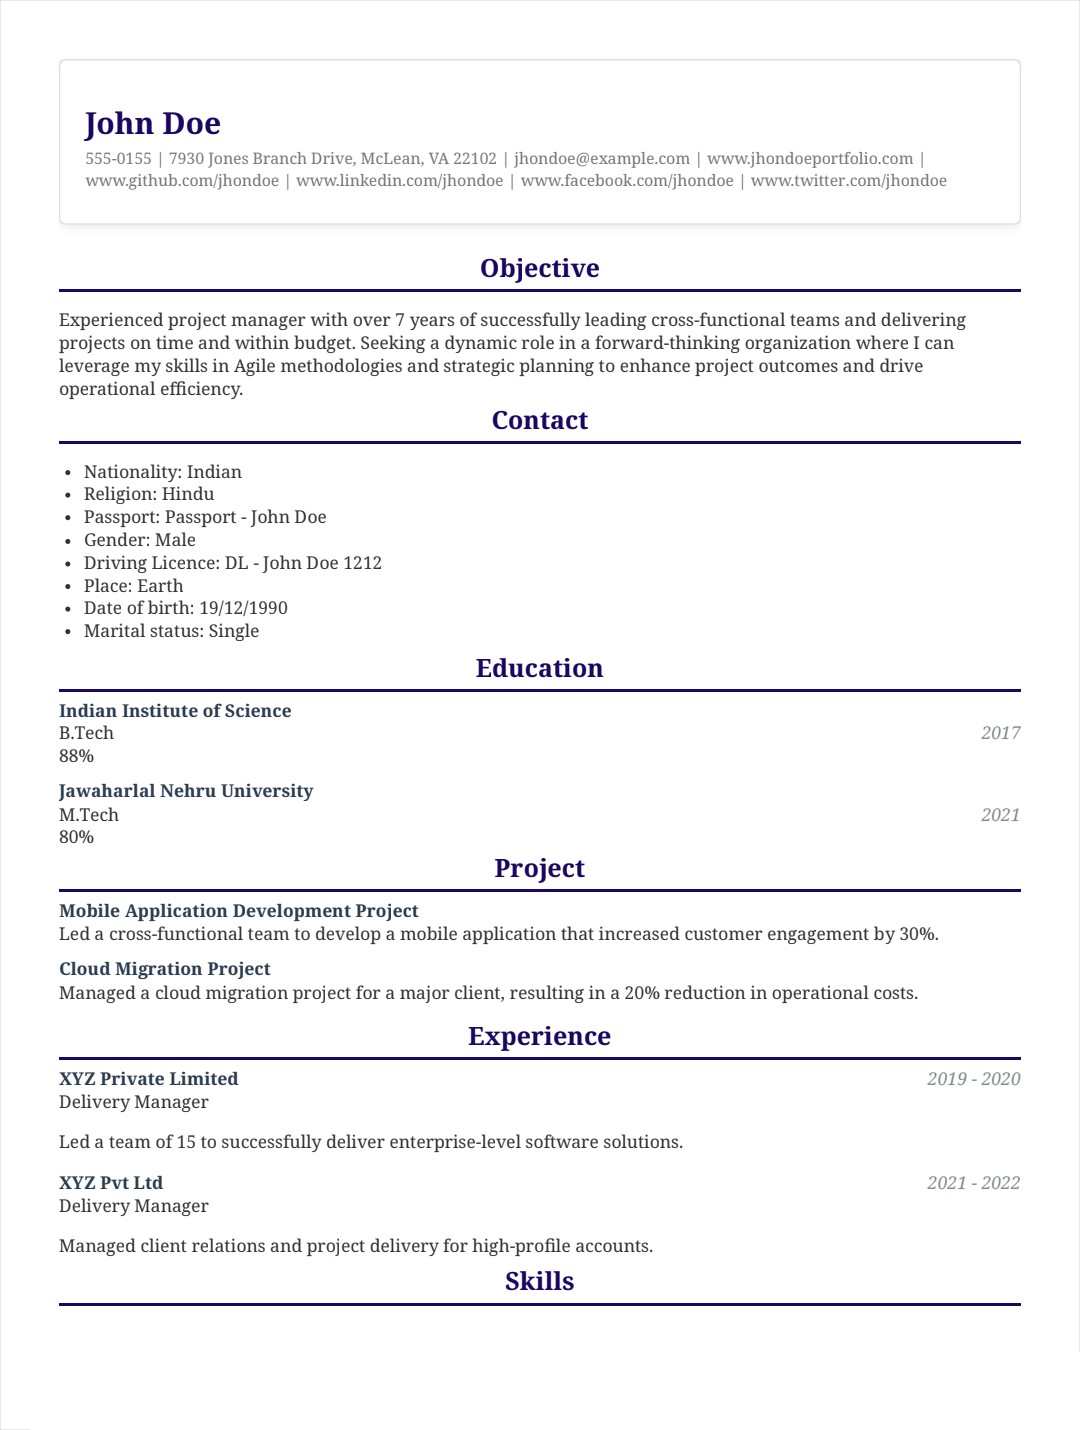 John Doe
555-0155 | 7930 Jones Branch Drive, McLean, VA 22102 | jhondoe@example.com | www.jhondoeportfolio.com |
www.github.com/jhondoe | www.linkedin.com/jhondoe | www.facebook.com/jhondoe | www.twitter.com/jhondoe
Objective
Experienced project manager with over 7 years of successfully leading cross-functional teams and delivering
projects on time and within budget. Seeking a dynamic role in a forward-thinking organization where I can
leverage my skills in Agile methodologies and strategic planning to enhance project outcomes and drive
operational efficiency.
Contact
• Nationality: Indian
• Religion: Hindu
• Passport: Passport - John Doe
• Gender: Male
• Driving Licence: DL - John Doe 1212
• Place: Earth
• Date of birth: 19/12/1990
• Marital status: Single
Education
Indian Institute of Science
B.Tech 2017
88%
Jawaharlal Nehru University
M.Tech 2021
80%
Project
Mobile Application Development Project
Led a cross-functional team to develop a mobile application that increased customer engagement by 30%.
Cloud Migration Project
Managed a cloud migration project for a major client, resulting in a 20% reduction in operational costs.
Experience
XYZ Private Limited 2019 - 2020
Delivery Manager
Led a team of 15 to successfully deliver enterprise-level software solutions.
XYZ Pvt Ltd 2021 - 2022
Delivery Manager
Managed client relations and project delivery for high-profile accounts.
Skills